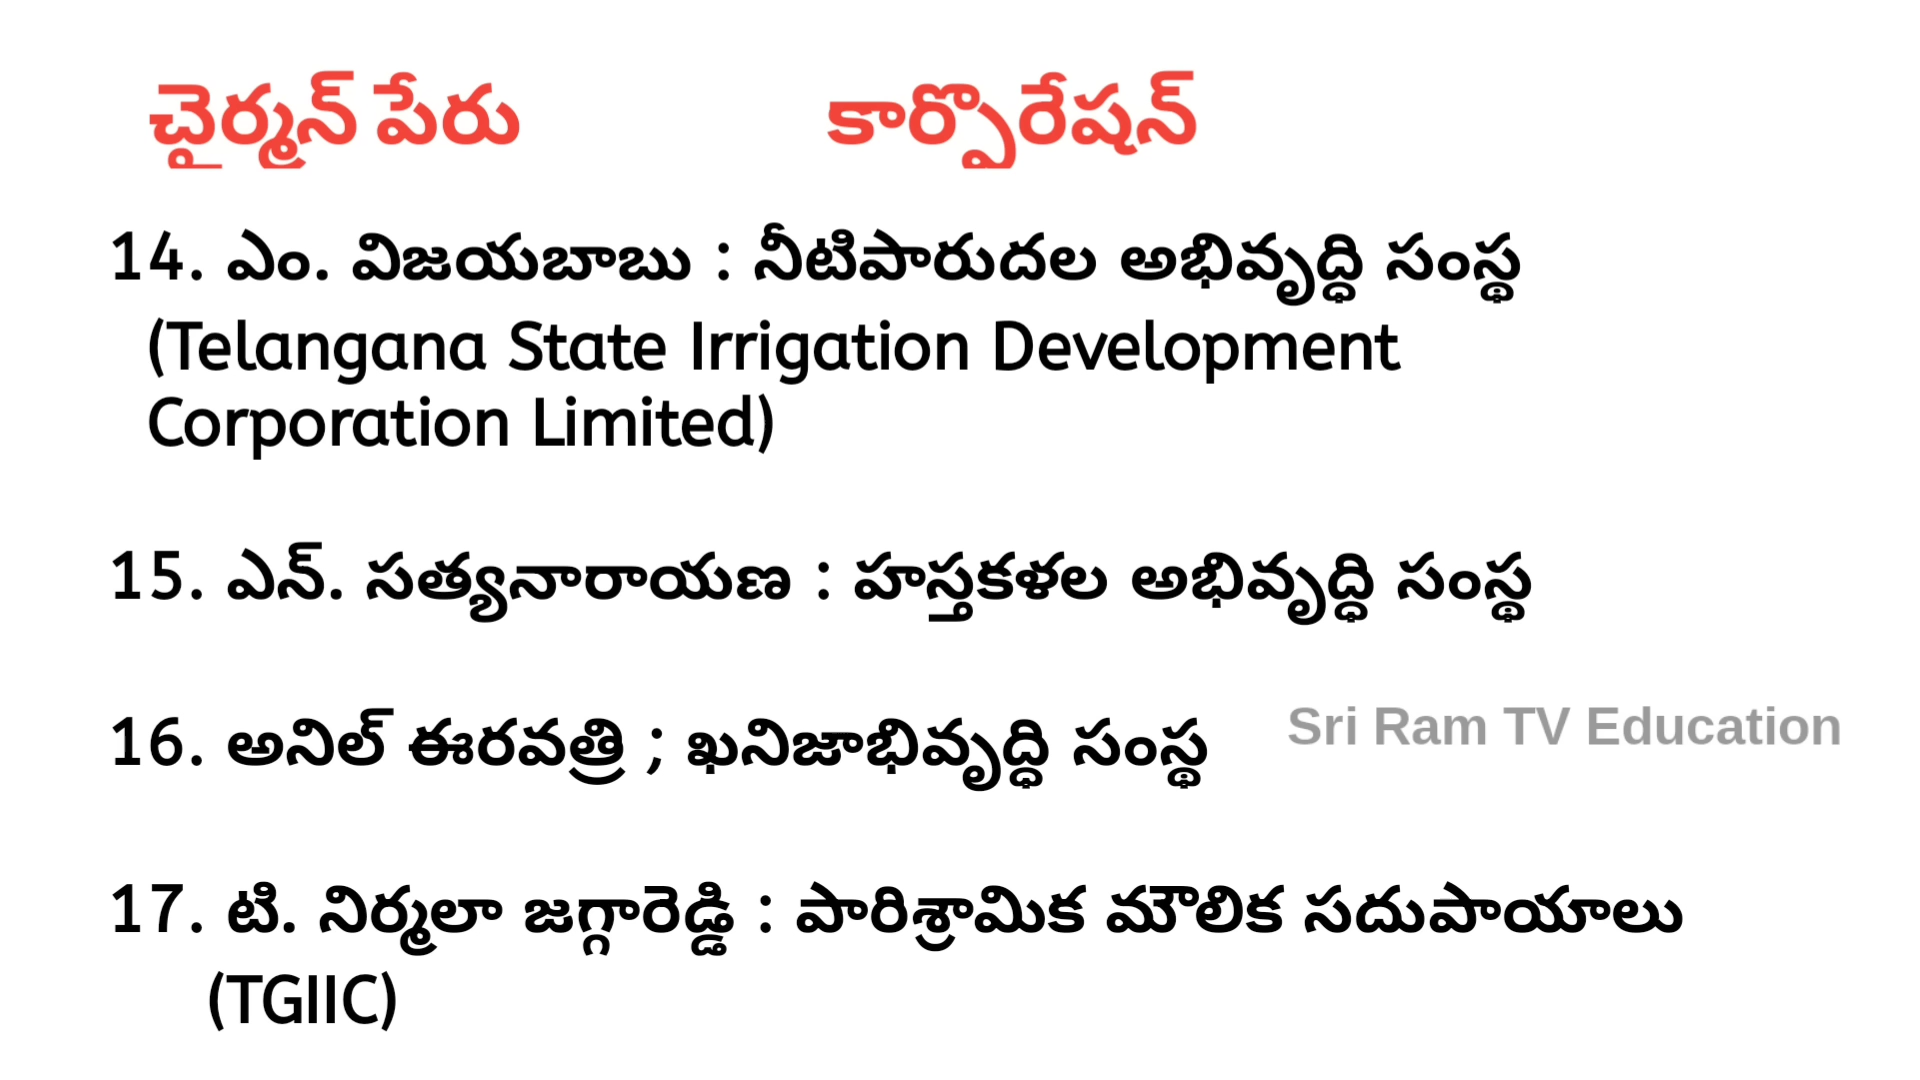 ఛైర్మన్ పేరు కార్పొరేషన్
14. ఎం. విజయబాబు : నీటిపారుదల అభివృద్ధి సంస్థ
(Telangana State Irrigation Development
Corporation Limited)
15. ఎన్. సత్యనారాయణ : హస్తకళల అభివృద్ధి సంస్థ
16. అనిల్ ఈరవత్రి ; ఖనిజాభివృద్ధి సంస్థ
Sri Ram TV Education
17. టి. నిర్మలా జగ్గారెడ్డి : పారిశ్రామిక మౌలిక సదుపాయాలు
(TGIIC)